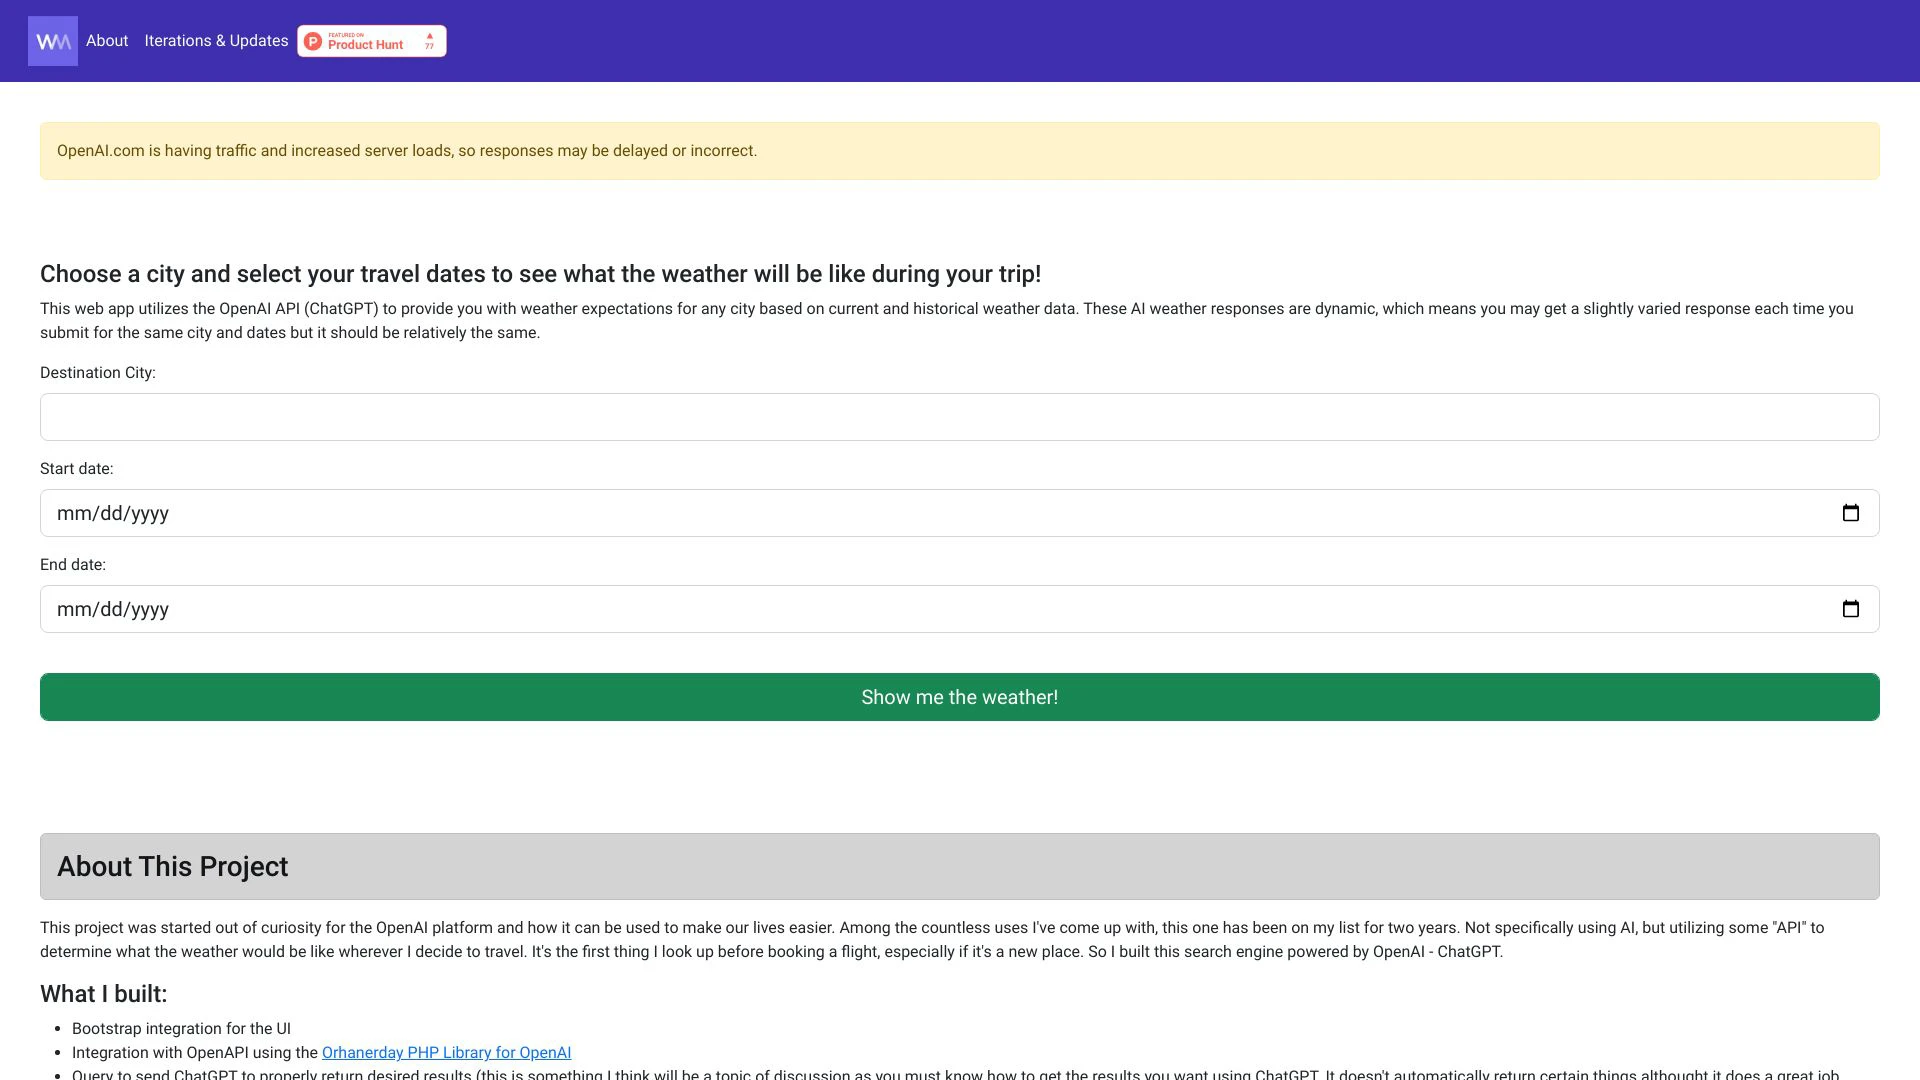 WM About Iterations & Updates FEATURED ON Product Hunt 77
OpenAI.com is having traffic and increased server loads, so responses may be delayed or incorrect.
Choose a city and select your travel dates to see what the weather will be like during your trip!
This web app utilizes the OpenAI API (ChatGPT) to provide you with weather expectations for any city based on current and historical weather data. These AI weather responses are dynamic, which means you may get a slightly varied response each time you
submit for the same city and dates but it should be relatively the same.
Destination City:
Start date:
mm/dd/yyyy
End date:
mm/dd/yyyy
Show me the weather!
About This Project
This project was started out of curiosity for the OpenAI platform and how it can be used to make our lives easier. Among the countless uses I've come up with, this one has been on my list for two years. Not specifically using AI, but utilizing some "API" to
determine what the weather would be like wherever I decide to travel. It's the first thing I look up before booking a flight, especially if it's a new place. So I built this search engine powered by OpenAI - ChatGPT.
What I built:
• Bootstrap integration for the UI
• Integration with OpenAPI using the Orhanerday PHP Library for OpenAI
• Query to send ChatGPT to properly return desired results (this is something I think will be a topic of discussion as you must know how to get the results you want using ChatGPT. It doesn't automatically return certain things althought it does a great job